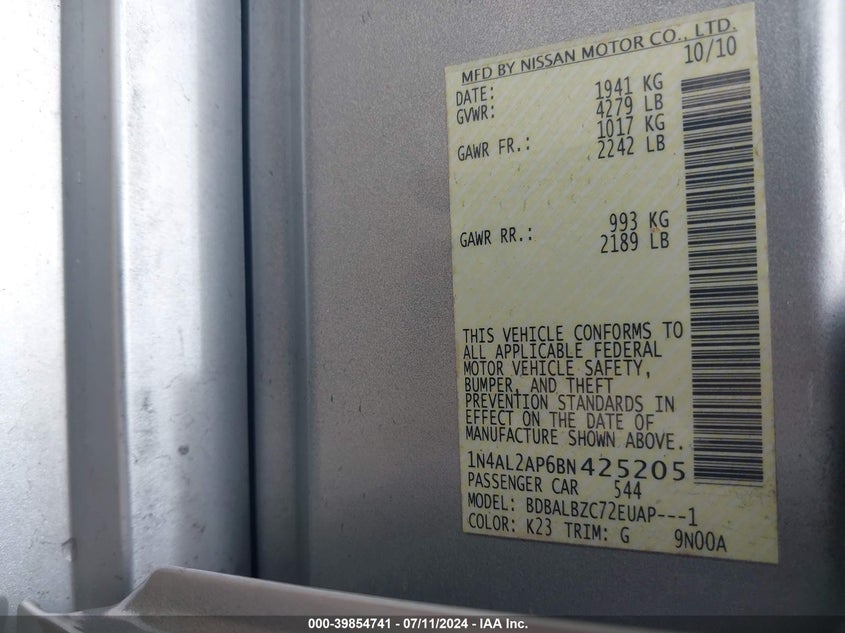 MFD BY NISSAN MOTOR CO., LTD.
DATE: 10/10
GVWR: 1941 KG
4279 LB
GAWR FR.: 1017 KG
2242 LB
GAWR RR.: 993 KG
2189 LB
THIS VEHICLE CONFORMS TO
ALL APPLICABLE FEDERAL
MOTOR VEHICLE SAFETY,
BUMPER, AND THEFT
PREVENTION STANDARDS IN
EFFECT ON THE DATE OF
MANUFACTURE SHOWN ABOVE.
1N4AL2AP6BN425205
PASSENGER CAR 544
MODEL: BDBALBZC72EUAP---1
COLOR: K23 TRIM: G 9N00A
000-39854741 - 07/11/2024 - IAA Inc.